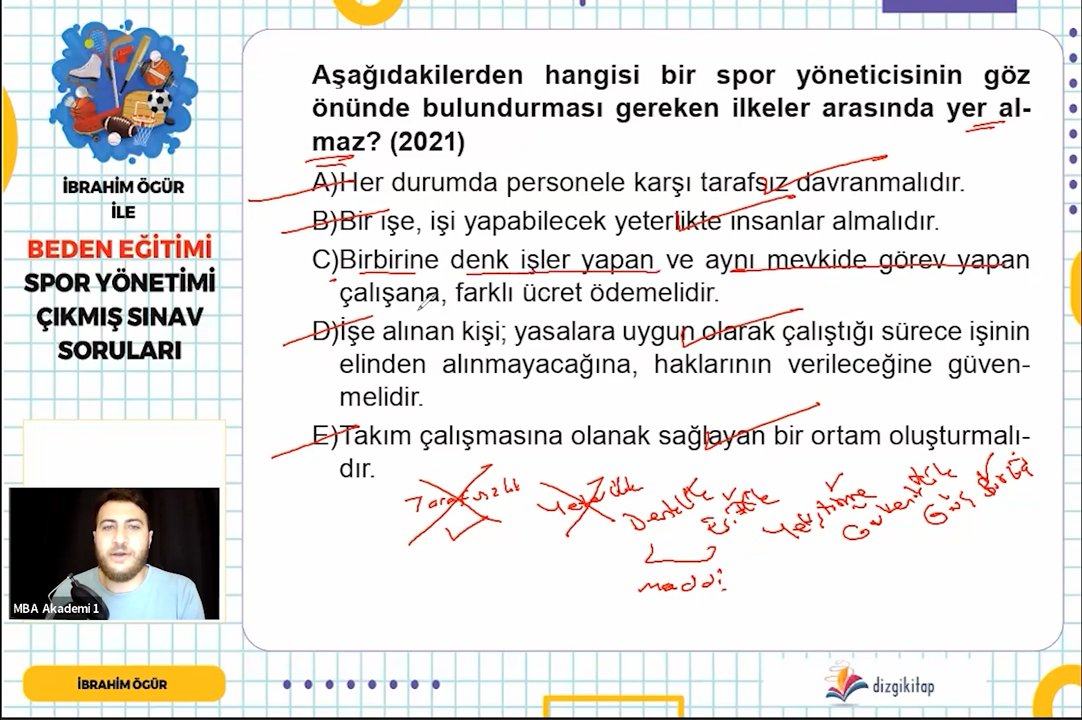 Aşağıdakilerden hangisi bir spor yöneticisinin göz
önünde bulundurması gereken ilkeler arasında yer al-
maz? (2021)
A)Her durumda personele karşı tarafsız davranmalıdır.
B)Bir işe, işi yapabilecek yeterlikte insanlar almalıdır.
C)Birbirine denk işler yapan ve aynı mevkide görev yapan
çalışana, farklı ücret ödemelidir.
D)İşe alınan kişi; yasalara uygun olarak çalıştığı sürece işinin
elinden alınmayacağına, haklarının verileceğine güven-
melidir.
E)Takım çalışmasına olanak sağlayan bir ortam oluşturmalı-
dır.
Tarafsızlık Yeterlik Denklik Eşitlik Yetiştirme Güvenlik Güç Birliği
maddi
İBRAHİM ÖGÜR
İLE
BEDEN EĞİTİMİ
SPOR YÖNETİMİ
ÇIKMIŞ SINAV
SORULARI
MBA Akademi 1
İBRAHİM ÖGÜR
dizgikitap